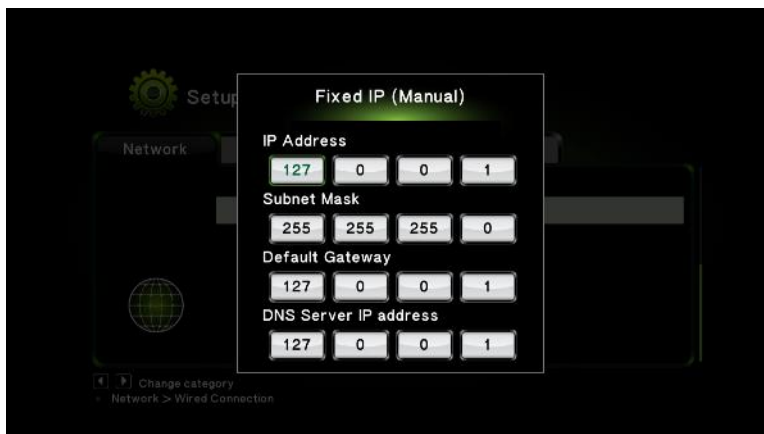 Setup
Fixed IP (Manual)
Network
IP Address
127 0 0 1
Subnet Mask
255 255 255 0
Default Gateway
127 0 0 1
DNS Server IP address
127 0 0 1
Change category
Network > Wired Connection